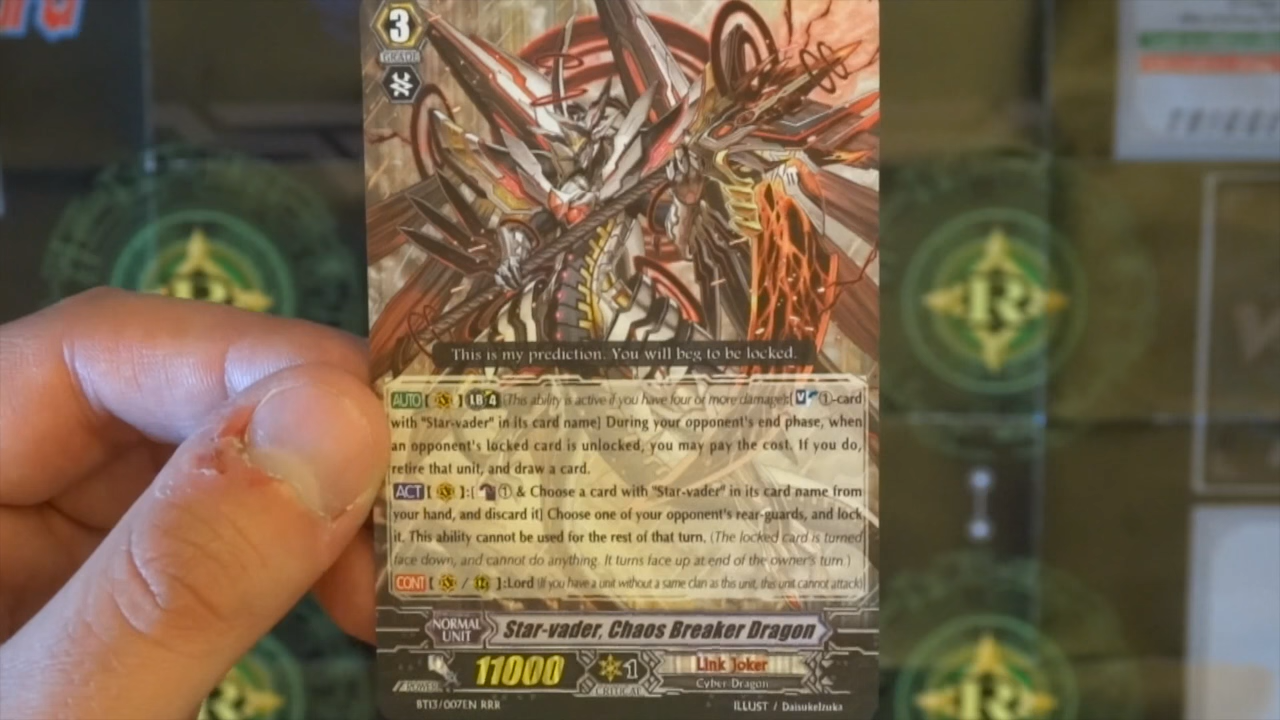 3
GRADE
This is my prediction. You will beg to be locked.
AUTO [ ] LB 4 (This ability is active if you have four or more damage):[ ①-card
with "Star-vader" in its card name] During your opponent's end phase, when
an opponent's locked card is unlocked, you may pay the cost. If you do,
retire that unit, and draw a card.
ACT [ ]:[ ① & Choose a card with "Star-vader" in its card name from
your hand, and discard it] Choose one of your opponent's rear-guards, and lock
it. This ability cannot be used for the rest of that turn. (The locked card is turned
face down, and cannot do anything. It turns face up at end of the owner's turn.)
CONT [ / ]:Lord (If you have a unit without a same clan as this unit, this unit cannot attack)
NORMAL
UNIT
Star-vader, Chaos Breaker Dragon
POWER
11000
1
CRITICAL
Link Joker
Cyber Dragon
BT13/007EN RRR
ILLUST / DaisukeIzuka
R
R